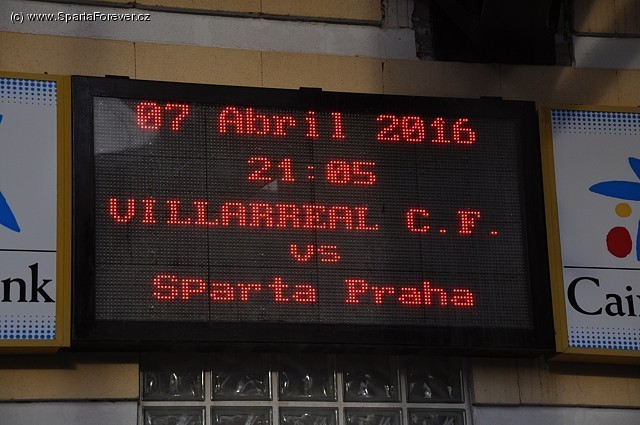 (c) www.SpartaForever.cz
07 Abril 2016
21:05
VILLARREAL C.F.
vs
Sparta Praha
nk
Cai